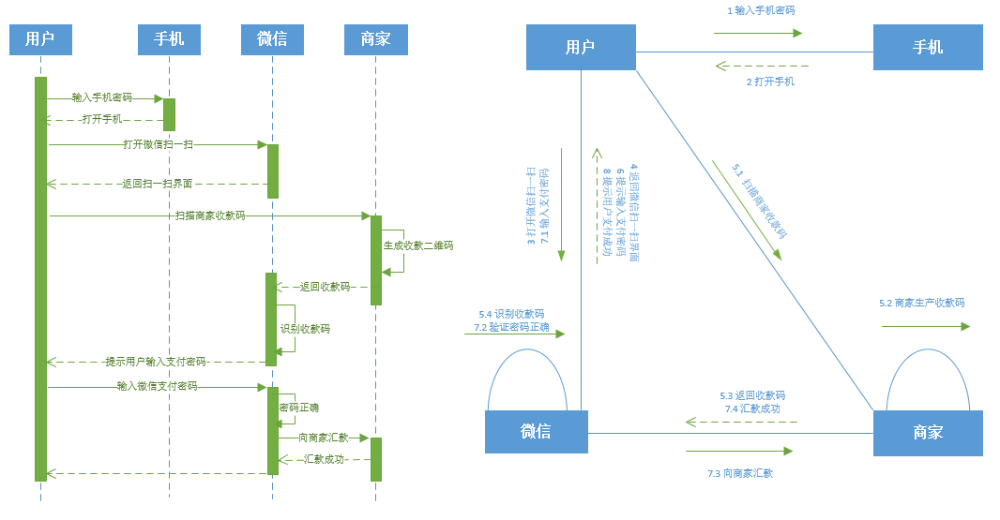 用户
手机
微信
商家
输入手机密码
打开手机
打开微信扫一扫
返回扫一扫界面
扫描商家收款码
生成收款二维码
返回收款码
识别收款码
提示用户输入支付密码
输入微信支付密码
密码正确
向商家汇款
汇款成功
1 输入手机密码
用户
手机
2 打开手机
3 打开微信扫一扫
7.1 输入支付密码
4 返回微信扫一扫界面
6 提示输入支付密码
8 提示用户支付成功
5.1 扫描商家收款码
5.4 识别收款码
7.2 验证密码正确
5.2 商家生产收款码
5.3 返回收款码
7.4 汇款成功
微信
商家
7.3 向商家汇款